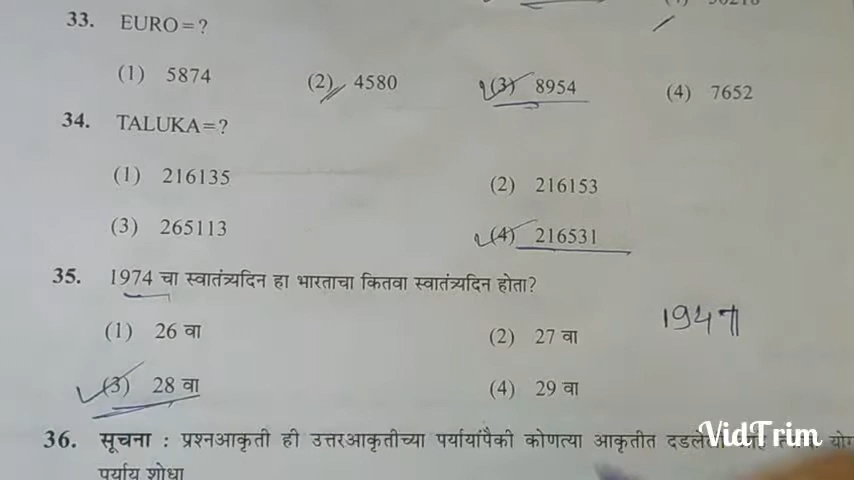 33. EURO=?
(1) 5874 (2) 4580 (3) 8954 (4) 7652
34. TALUKA=?
(1) 216135 (2) 216153
(3) 265113 (4) 216531
35. 1974 चा स्वातंत्र्यदिन हा भारताचा कितवा स्वातंत्र्यदिन होता?
(1) 26 वा (2) 27 वा
1947
(3) 28 वा (4) 29 वा
36. सूचना : प्रश्नआकृती ही उत्तरआकृतीच्या पर्यायांपैकी कोणत्या आकृतीत
VidTrim
पर्याय शोधा